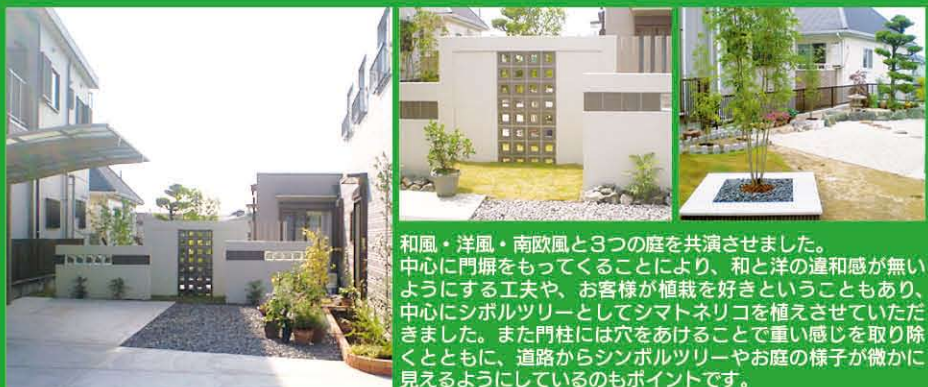 和風・洋風・南欧風と3つの庭を共演させました。
中心に門塀をもってくることにより、和と洋の違和感が無い
ようにする工夫や、お客様が植栽を好きということもあり、
中心にシボルツリーとしてシマトネリコを植えさせていただ
きました。また門柱には穴をあけることで重い感じを取り除
くとともに、道路からシンボルツリーやお庭の様子が微かに
見えるようにしているのもポイントです。